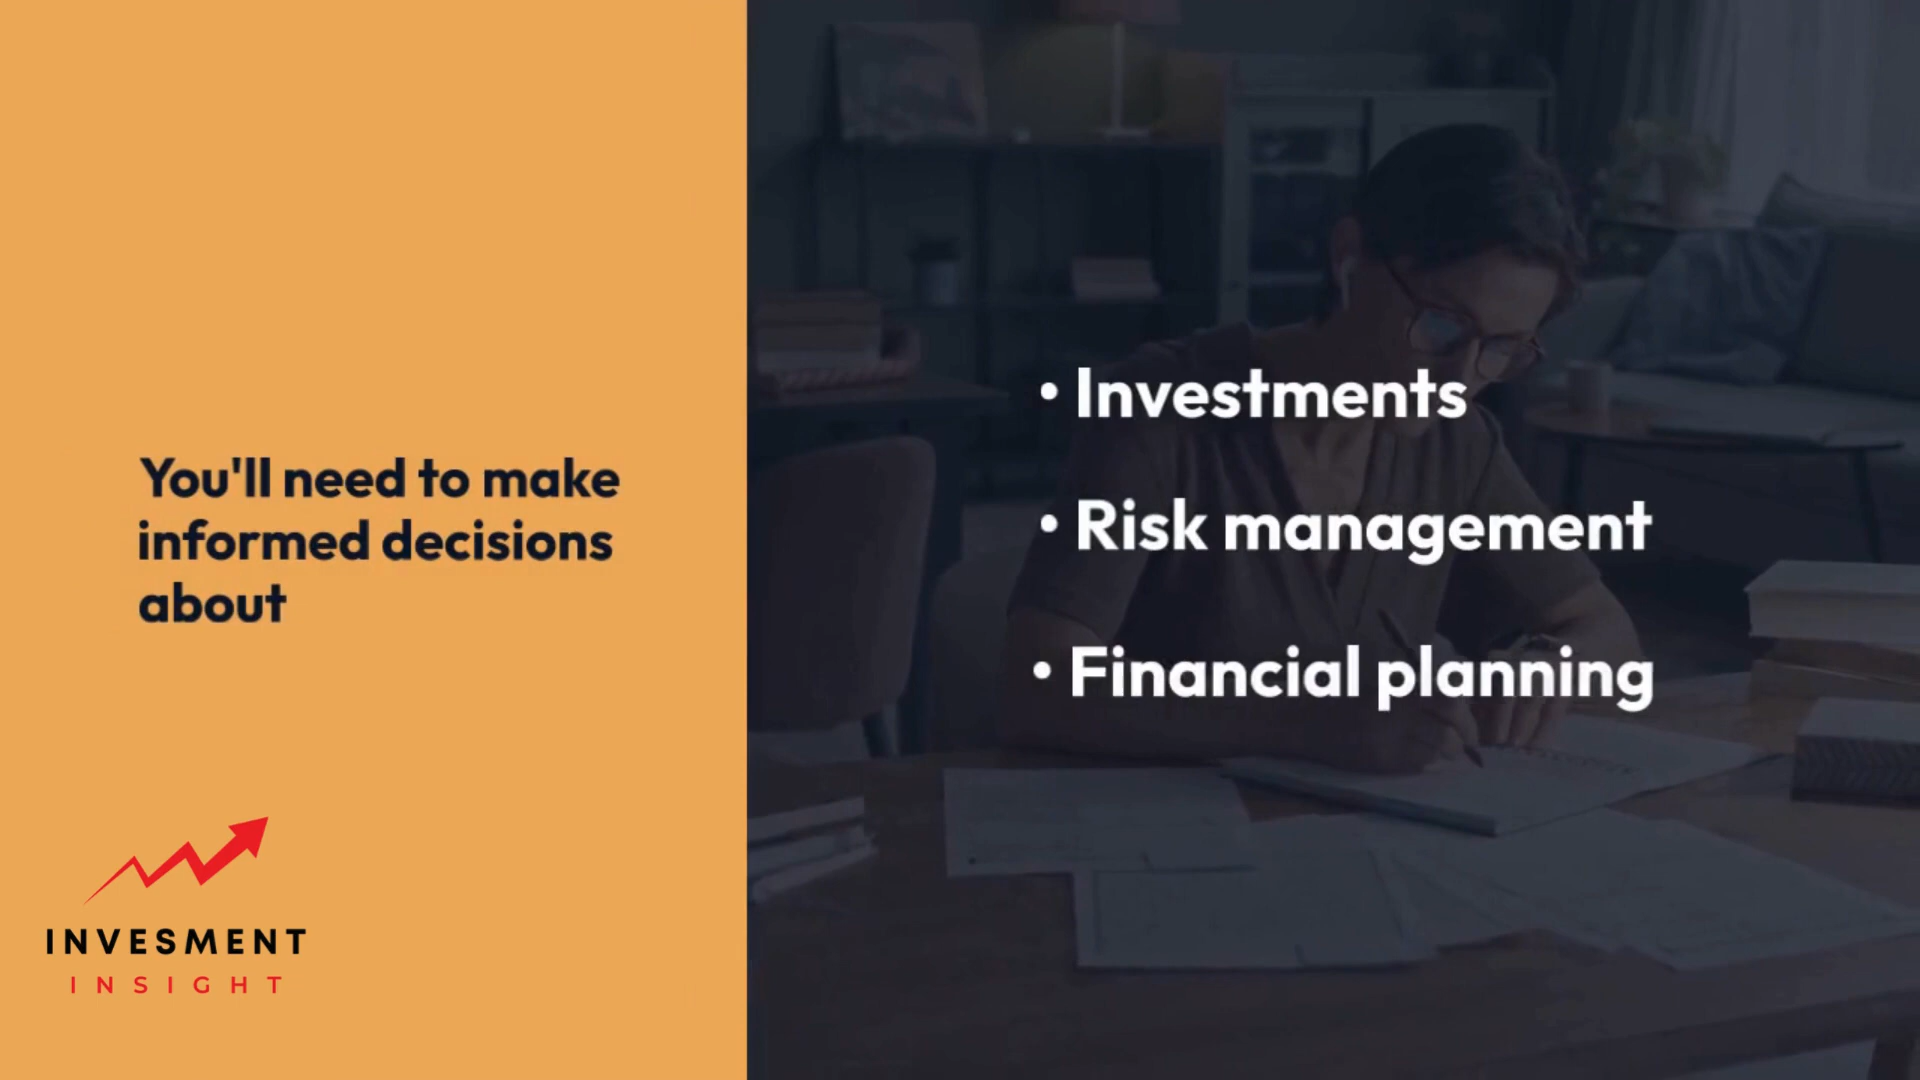 You'll need to make
informed decisions
about
• Investments
• Risk management
• Financial planning
INVESMENT
INSIGHT